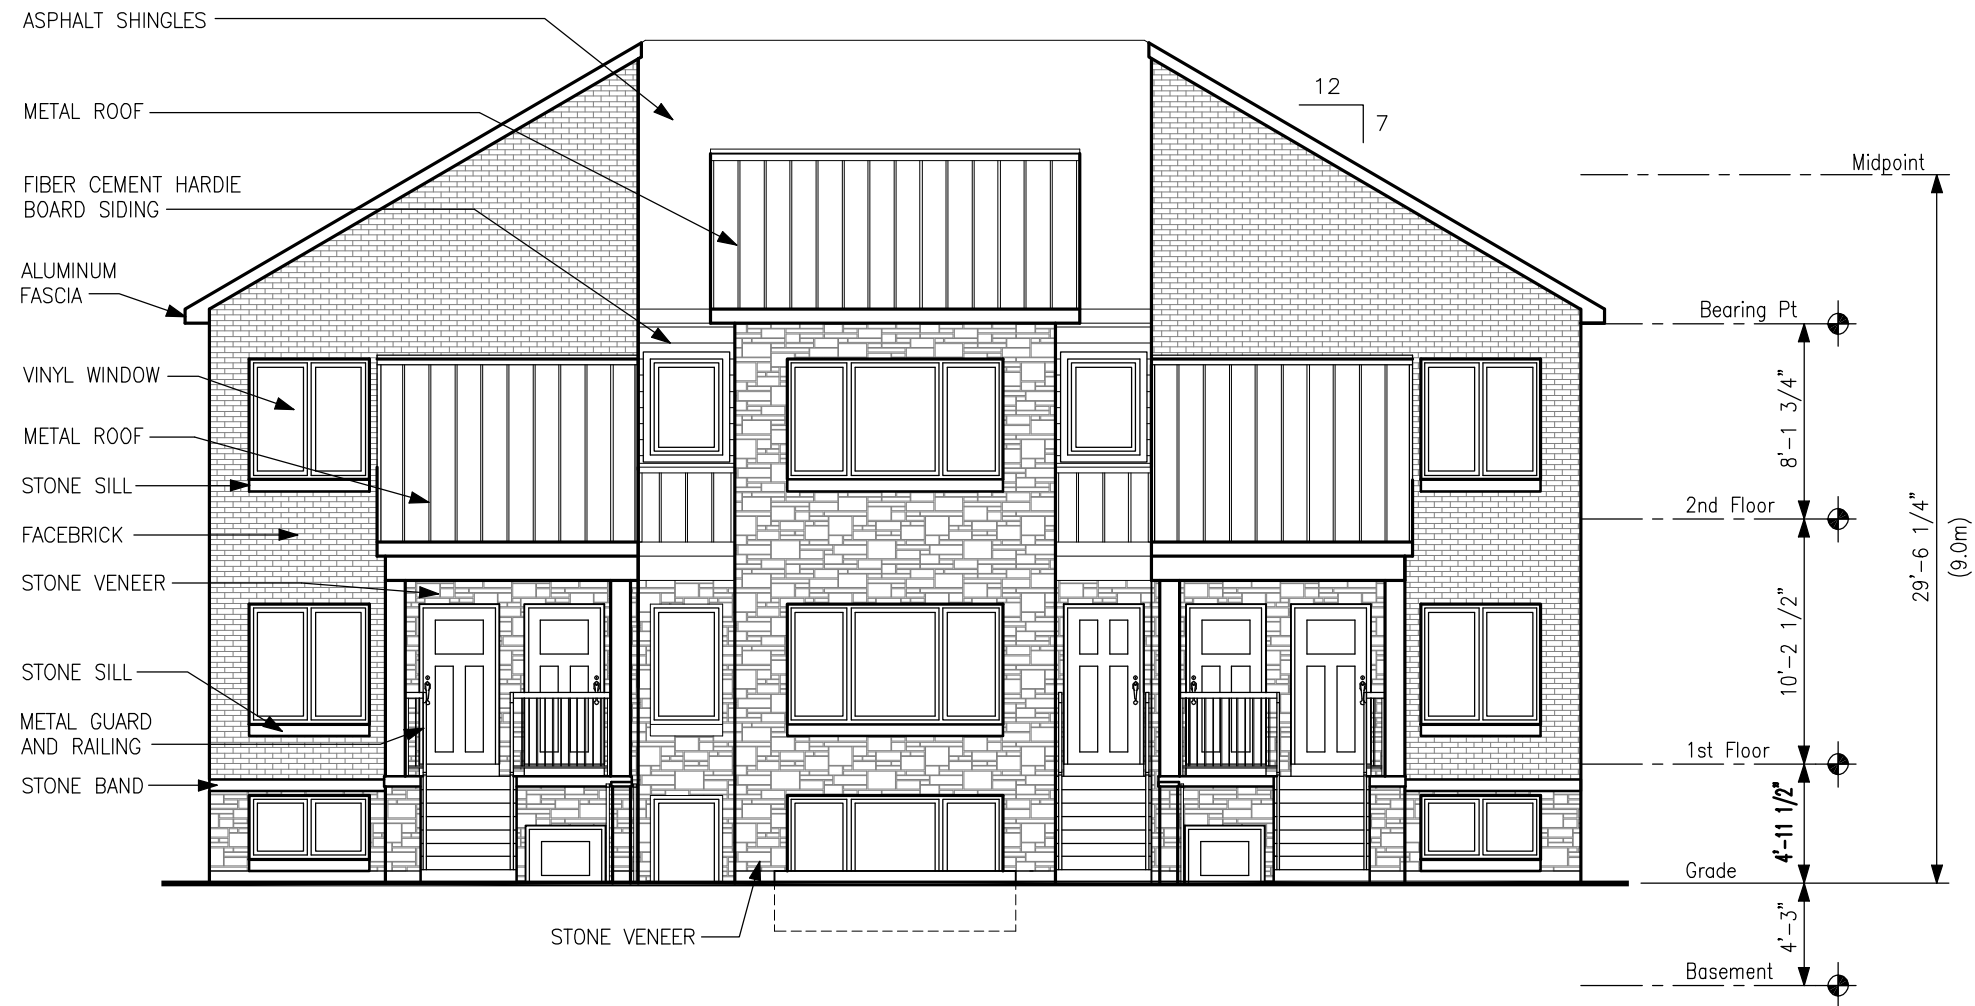 ASPHALT SHINGLES
METAL ROOF
FIBER CEMENT HARDIE
BOARD SIDING
ALUMINUM
FASCIA
VINYL WINDOW
METAL ROOF
STONE SILL
FACEBRICK
STONE VENEER
STONE SILL
METAL GUARD
AND RAILING
STONE BAND
STONE VENEER
12
7
Midpoint
Bearing Pt
8'-1 3/4"
2nd Floor
29'-6 1/4"
(9.0m)
10'-2 1/2"
1st Floor
4'-11 1/2"
Grade
4'-3"
Basement